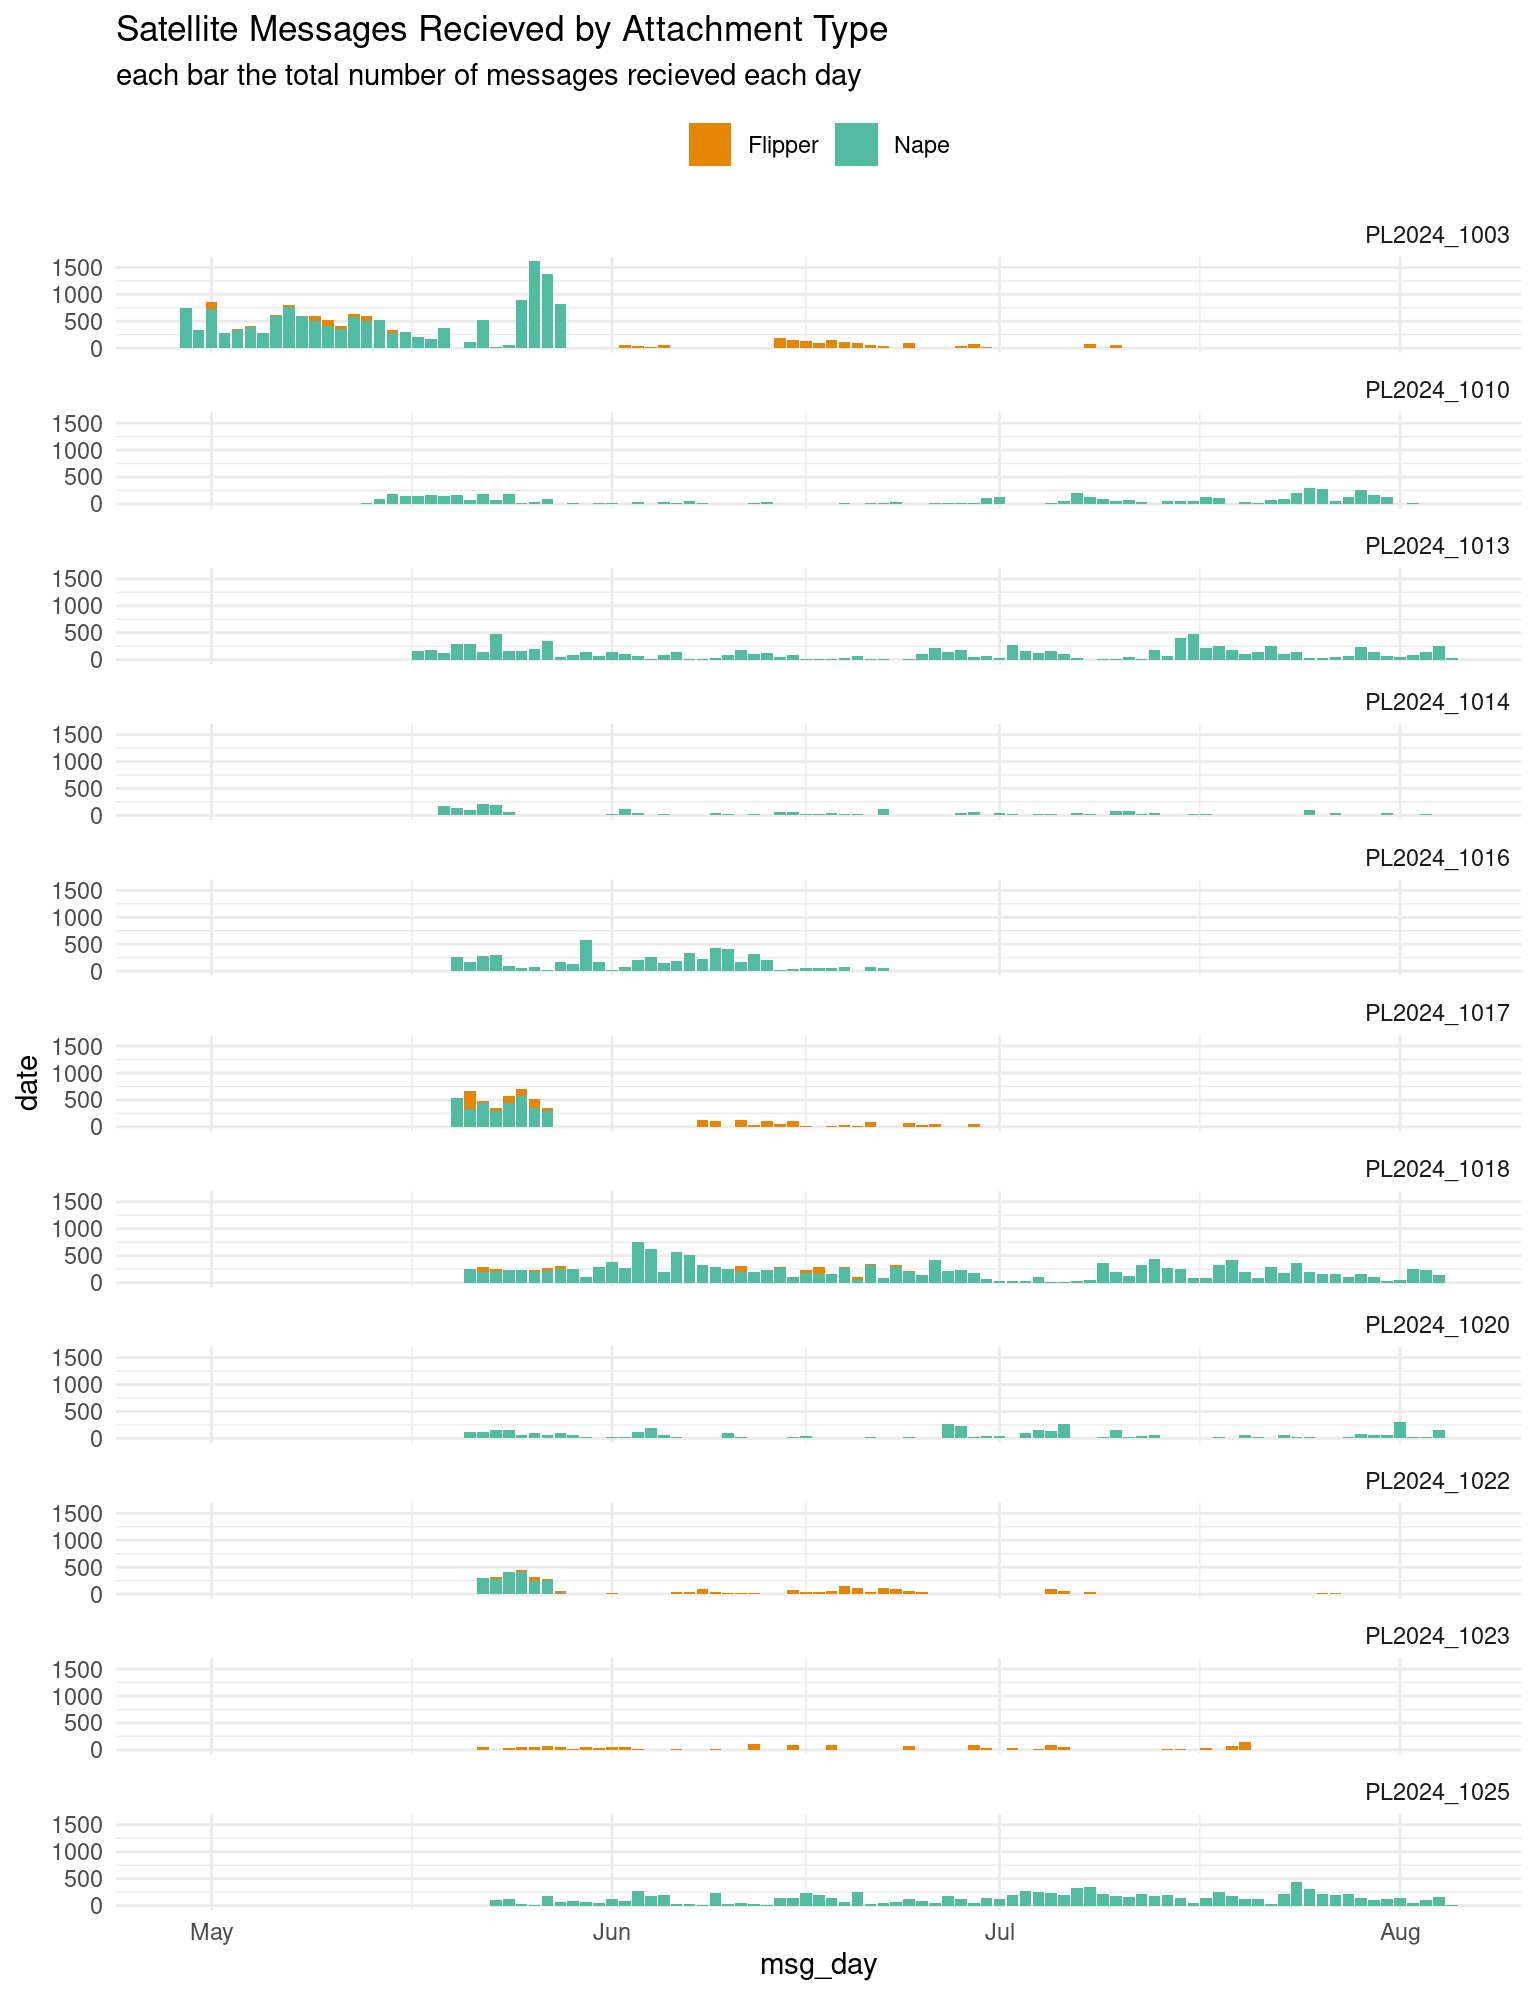 Satellite Messages Recieved by Attachment Type
each bar the total number of messages recieved each day
Flipper Nape
PL2024_1003
1500
1000
500
0
PL2024_1010
1500
1000
500
0
PL2024_1013
1500
1000
500
0
PL2024_1014
1500
1000
500
0
PL2024_1016
1500
1000
500
0
PL2024_1017
1500
1000
500
0
date
PL2024_1018
1500
1000
500
0
PL2024_1020
1500
1000
500
0
PL2024_1022
1500
1000
500
0
PL2024_1023
1500
1000
500
0
PL2024_1025
1500
1000
500
0
May Jun Jul Aug
msg_day